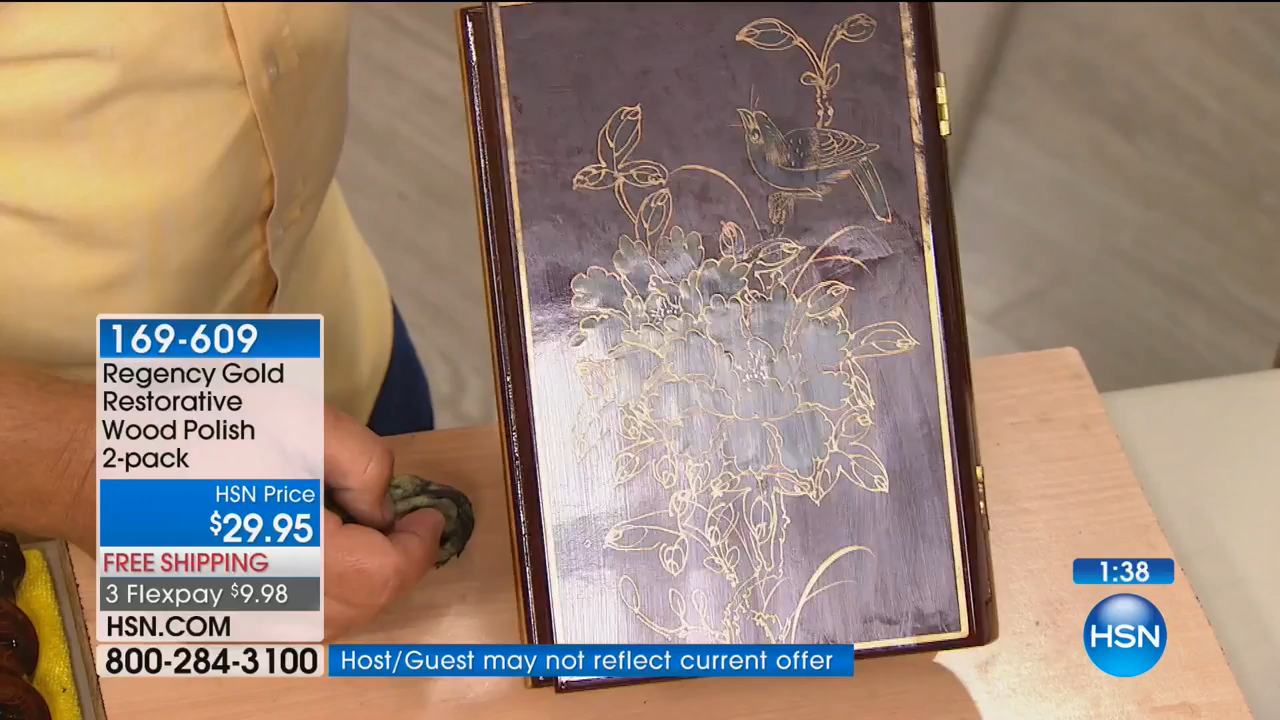 169-609
Regency Gold
Restorative
Wood Polish
2-pack
HSN Price
$29.95
FREE SHIPPING
3 Flexpay $9.98
HSN.COM
800-284-3100
Host/Guest may not reflect current offer
1:38
HSN